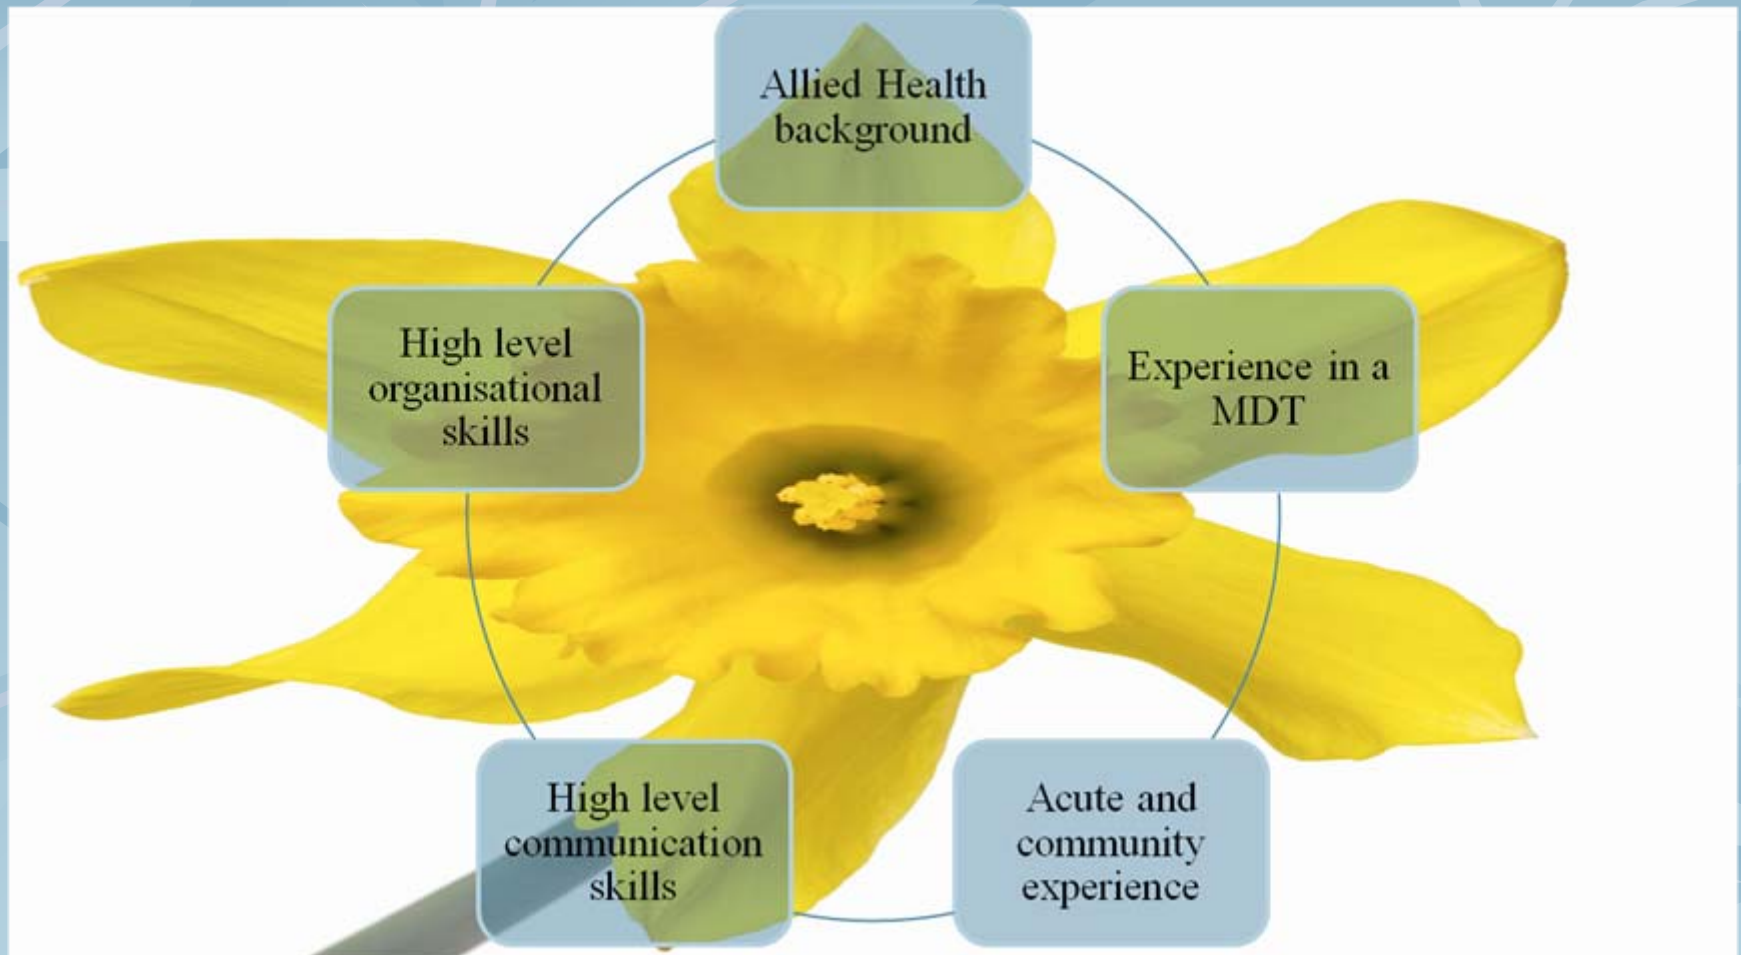 Allied Health
background
Experience in a
MDT
Acute and
community
experience
High level
communication
skills
High level
organisational
skills